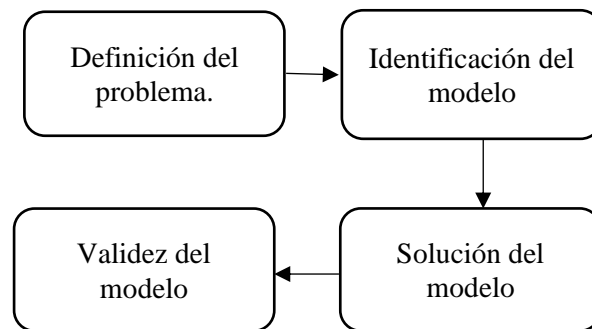 Definición del
problema.
Identificación del
modelo
Solución del
modelo
Validez del
modelo